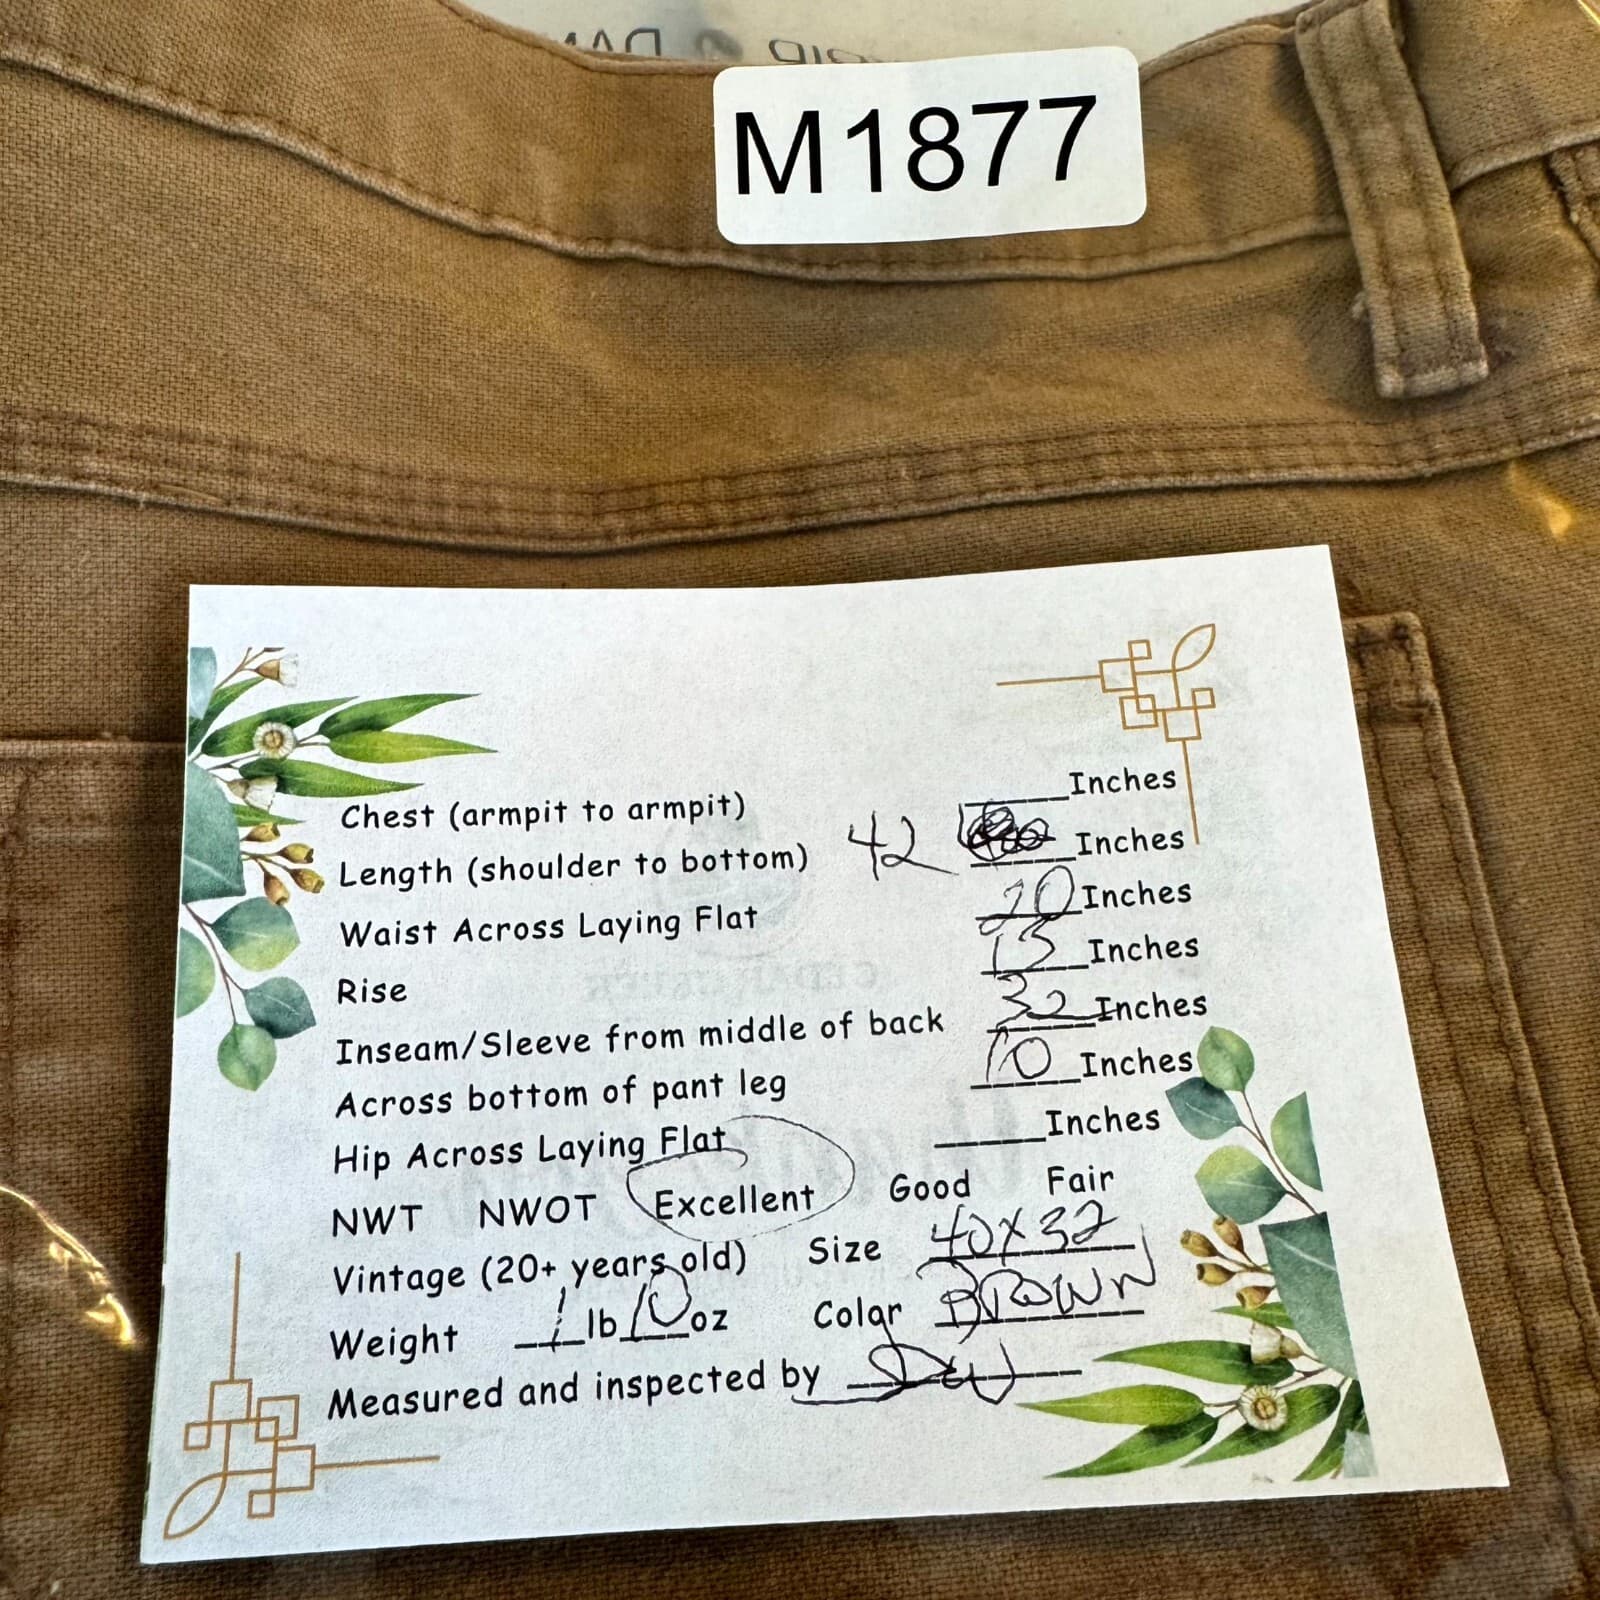 M1877
Chest (armpit to armpit) _____Inches
Length (shoulder to bottom) 42 _____Inches
Waist Across Laying Flat 20 Inches
Rise 13 Inches
Inseam/Sleeve from middle of back 32 Inches
Across bottom of pant leg 10 Inches
Hip Across Laying Flat _____Inches
NWT NWOT Excellent Good Fair
Vintage (20+ years old) Size 40x32
Weight 1 lb 10 oz Color BROWN
Measured and inspected by